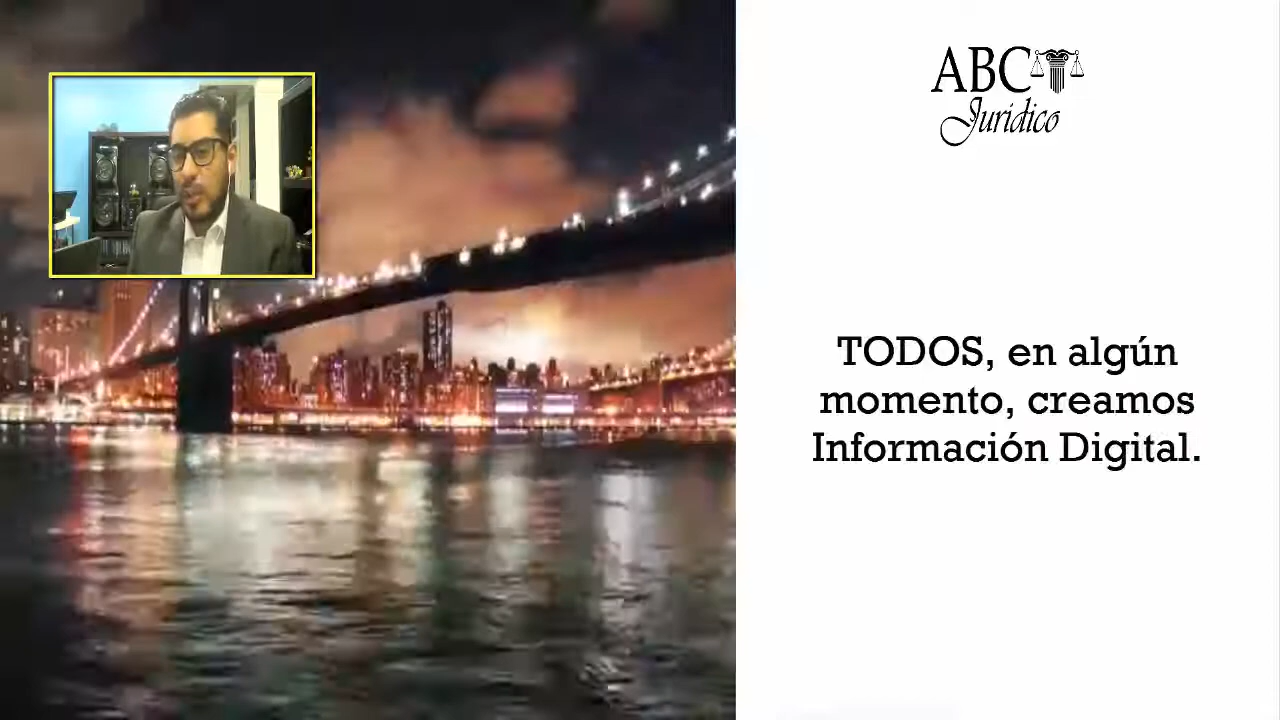 ABC
Jurídico
TODOS, en algún
momento, creamos
Información Digital.